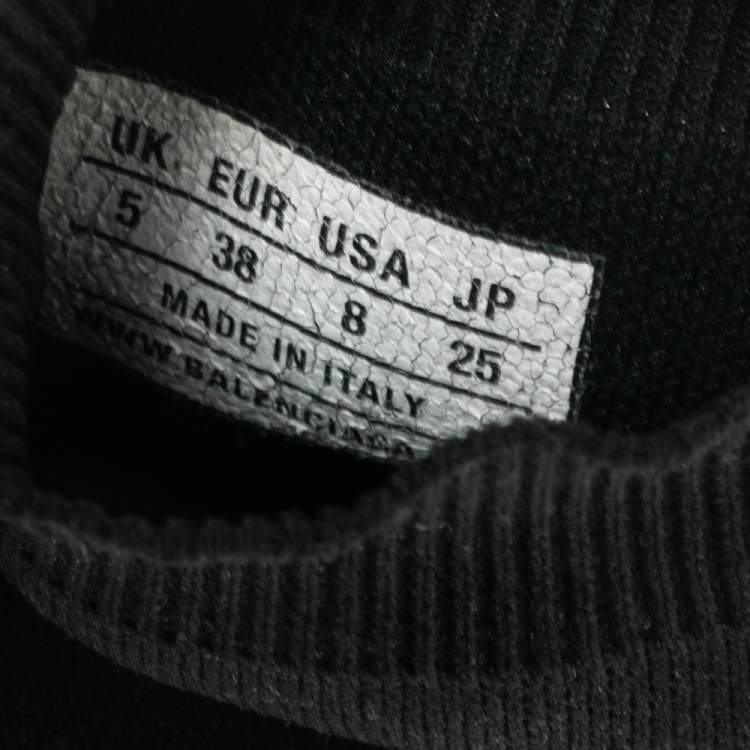 UK EUR USA JP
5 38 8 25
MADE IN ITALY
WWW.BALENCIAGA